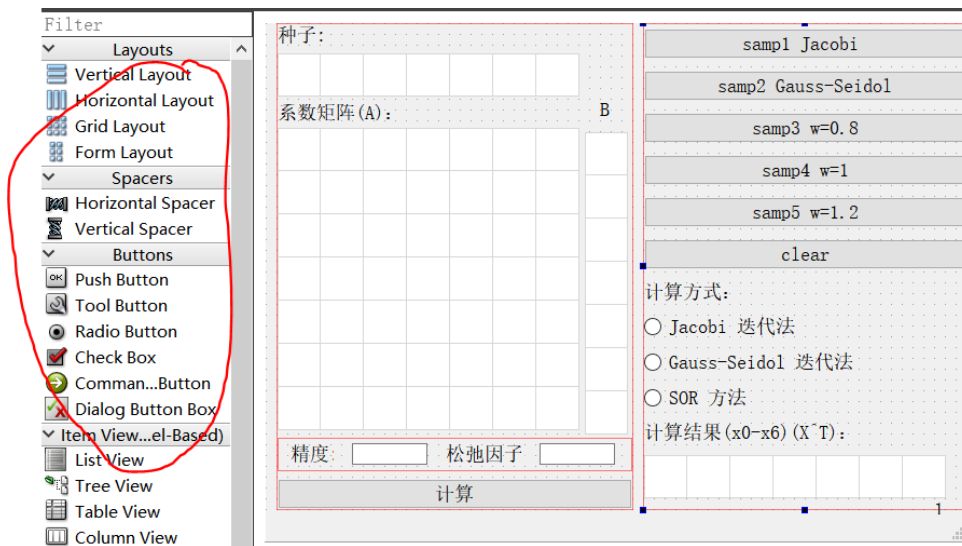 Filter
Layouts
Vertical Layout
Horizontal Layout
Grid Layout
Form Layout
Spacers
Horizontal Spacer
Vertical Spacer
Buttons
OK
Push Button
Tool Button
Radio Button
Check Box
Comman...Button
Dialog Button Box
Item View...el-Based)
List View
Tree View
Table View
Column View
种子:
系数矩阵(A):
B
精度:
松弛因子
计算
samp1 Jacobi
samp2 Gauss-Seidol
samp3 w=0.8
samp4 w=1
samp5 w=1.2
clear
计算方式:
Jacobi 迭代法
Gauss-Seidol 迭代法
SOR 方法
计算结果(x0-x6)(X^T):
1